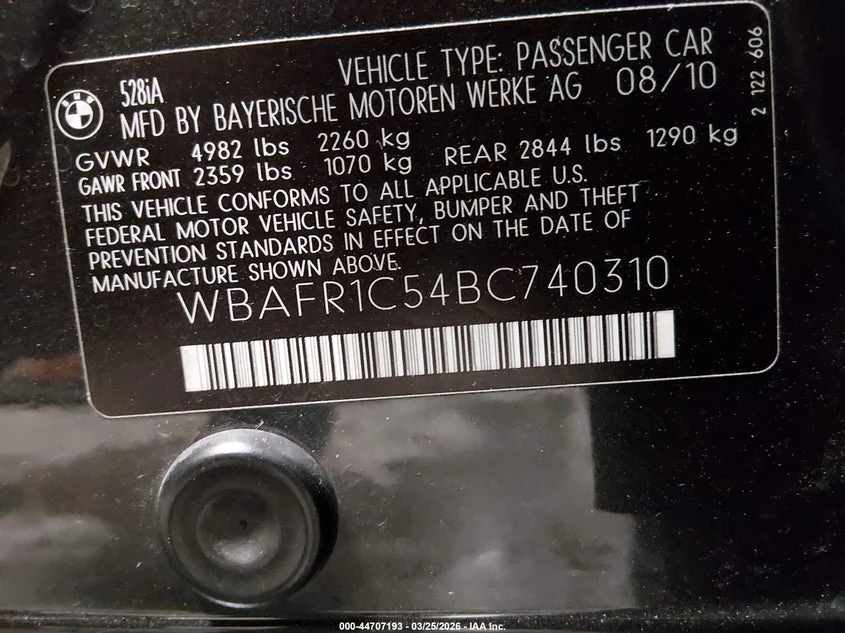 528iA
VEHICLE TYPE: PASSENGER CAR
MFD BY BAYERISCHE MOTOREN WERKE AG 08/10
GVWR 4982 lbs 2260 kg
GAWR FRONT 2359 lbs 1070 kg REAR 2844 lbs 1290 kg
THIS VEHICLE CONFORMS TO ALL APPLICABLE U.S.
FEDERAL MOTOR VEHICLE SAFETY, BUMPER AND THEFT
PREVENTION STANDARDS IN EFFECT ON THE DATE OF
MANUFACTURE SHOWN ABOVE.
WBAFR1C54BC740310
2 122 606
000-44707193 - 03/25/2026 - IAA Inc.